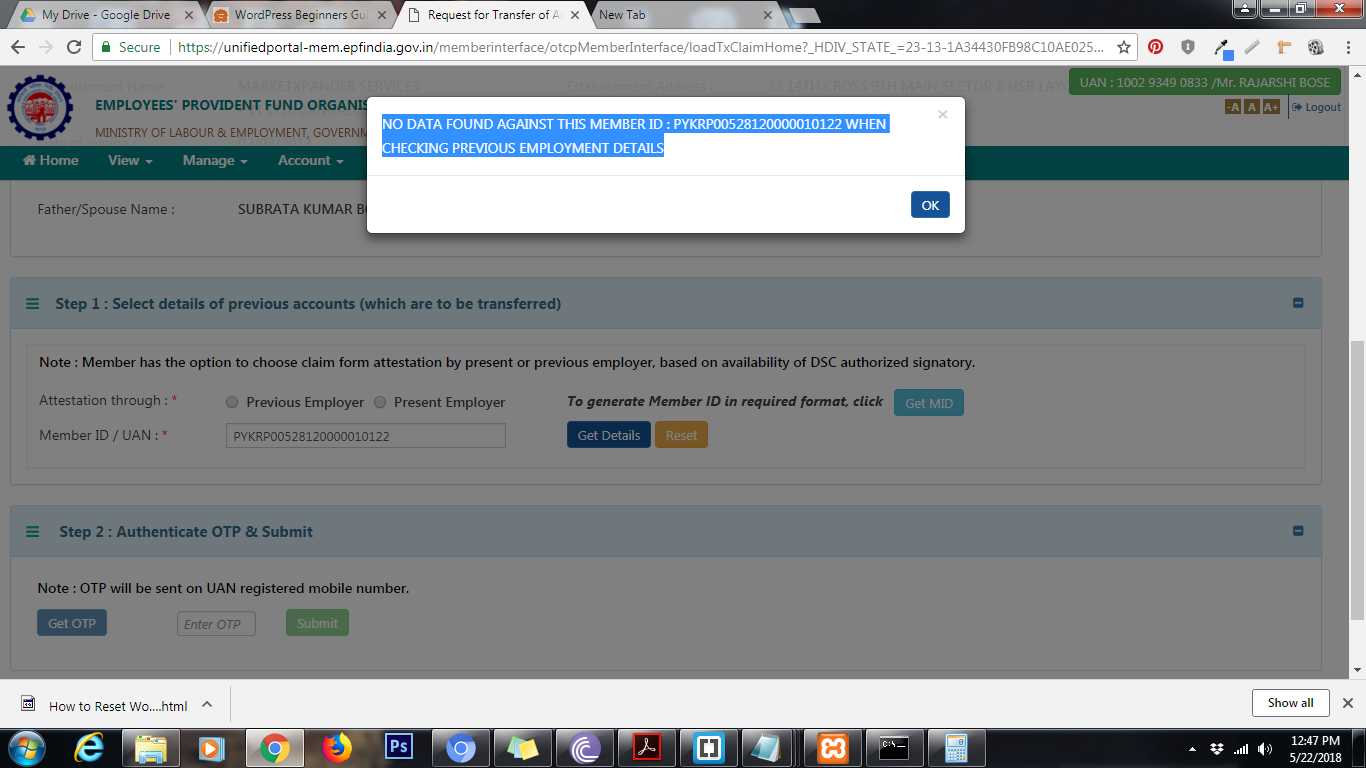 My Drive - Google Drive
WordPress Beginners Gui
Request for Transfer of A
New Tab
Secure
https://unifiedportal-mem.epfindia.gov.in/memberinterface/otcpMemberInterface/loadTxClaimHome?_HDIV_STATE_=23-13-1A34430FB98C10AE025...
Establishment Name :
MARKETXPANDER SERVICES
Establishment Address :
33 14TH CROSS 9TH MAIN SECTOR 6 HSR LAY
UAN : 1002 9349 0833 /Mr. RAJARSHI BOSE
EMPLOYEES' PROVIDENT FUND ORGANIS
-A A A+
Logout
MINISTRY OF LABOUR & EMPLOYMENT, GOVERNM
NO DATA FOUND AGAINST THIS MEMBER ID : PYKRP00528120000010122 WHEN
CHECKING PREVIOUS EMPLOYMENT DETAILS
×
OK
Home
View
Manage
Account
Father/Spouse Name :
SUBRATA KUMAR B
Step 1 : Select details of previous accounts (which are to be transferred)
Note : Member has the option to choose claim form attestation by present or previous employer, based on availability of DSC authorized signatory.
Attestation through : *
Previous Employer
Present Employer
To generate Member ID in required format, click
Get MID
Member ID / UAN : *
PYKRP00528120000010122
Get Details
Reset
Step 2 : Authenticate OTP & Submit
Note : OTP will be sent on UAN registered mobile number.
Get OTP
Enter OTP
Submit
How to Reset Wo....html
Show all
Ps
12:47 PM
5/22/2018